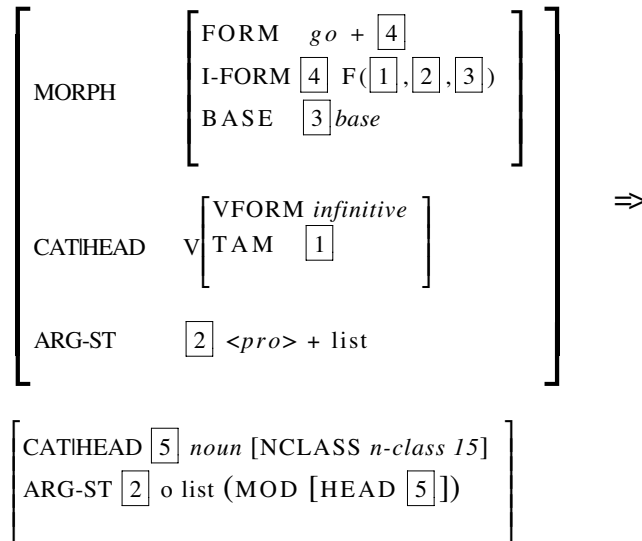 FORM go + 4
I-FORM 4 F(1,2,3)
MORPH
BASE 3 base
⇒
VFORM infinitive
CAT|HEAD V TAM 1
ARG-ST 2 <pro> + list
CAT|HEAD 5 noun [NCLASS n-class 15]
ARG-ST 2 o list (MOD [HEAD 5])